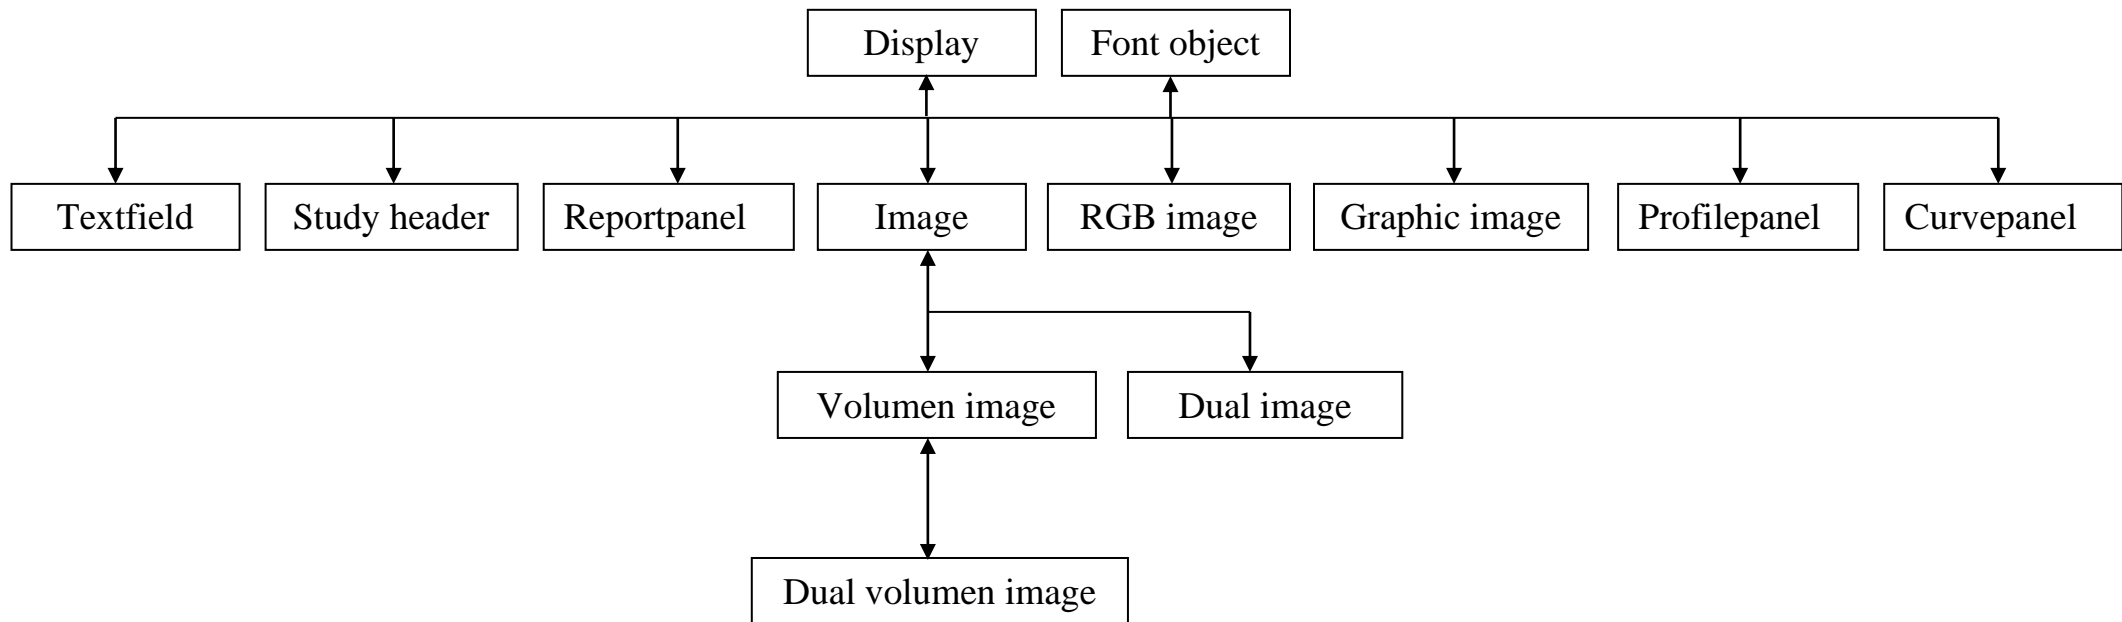 Display
Font object
Textfield
Study header
Reportpanel
Image
RGB image
Graphic image
Profilepanel
Curvepanel
Volumen image
Dual image
Dual volumen image